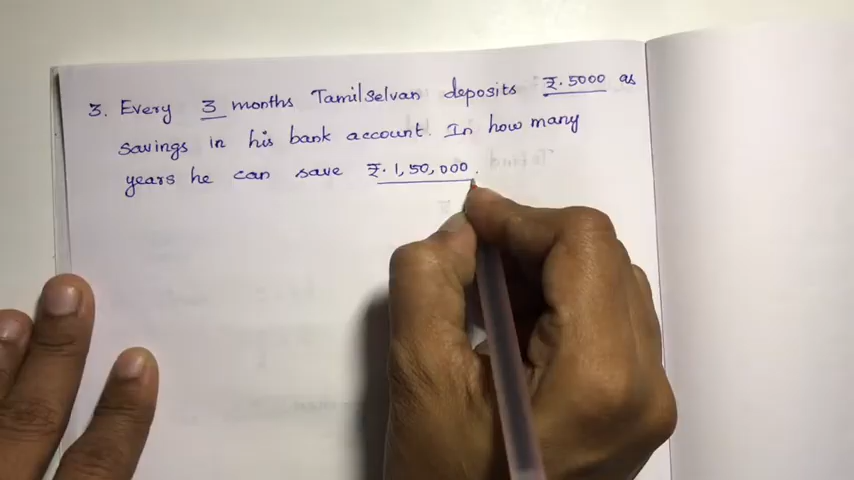 3. Every 3 months Tamilselvan deposits ₹.5000 as
savings in his bank account. In how many
years he can save ₹.1,50,000.